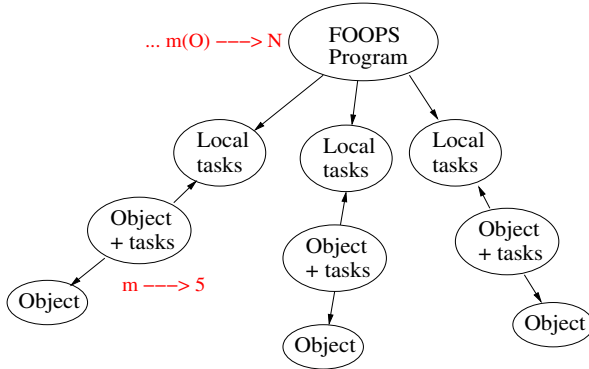 ... m(O) −−−> N
FOOPS
Program
Local
tasks
Local
tasks
Local
tasks
Object
+ tasks
Object
+ tasks
Object
+ tasks
Object
m −−−> 5
Object
Object